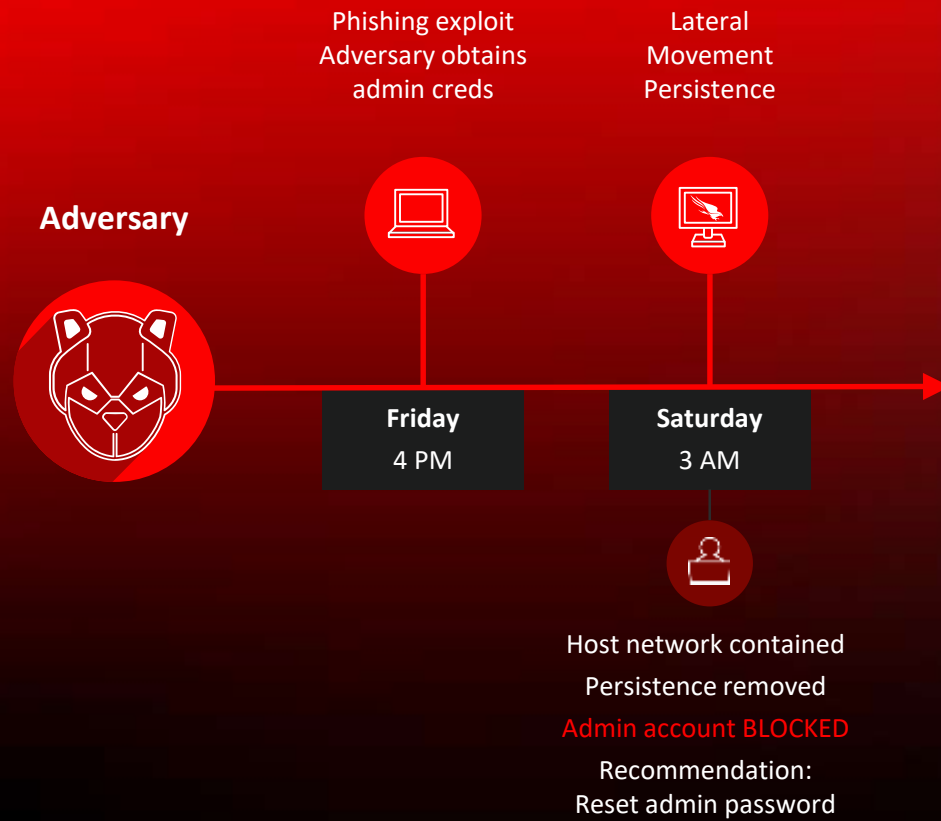 Phishing exploit
Adversary obtains
admin creds
Lateral
Movement
Persistence
Adversary
Friday
4 PM
Saturday
3 AM
Host network contained
Persistence removed
Admin account BLOCKED
Recommendation:
Reset admin password